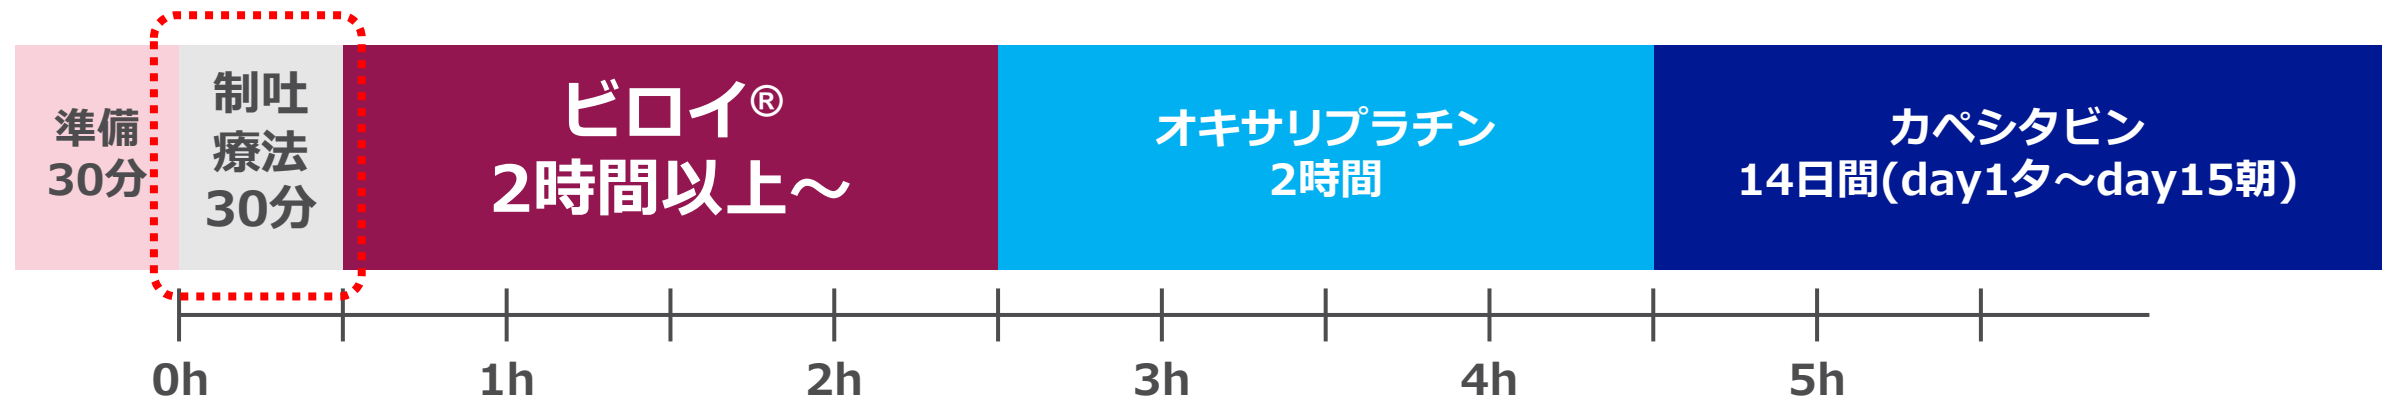 準備
30分
制吐
療法
30分
ビロイ®
2時間以上～
オキサリプラチン
2時間
カペシタビン
14日間(day1夕～day15朝)
0h
1h
2h
3h
4h
5h